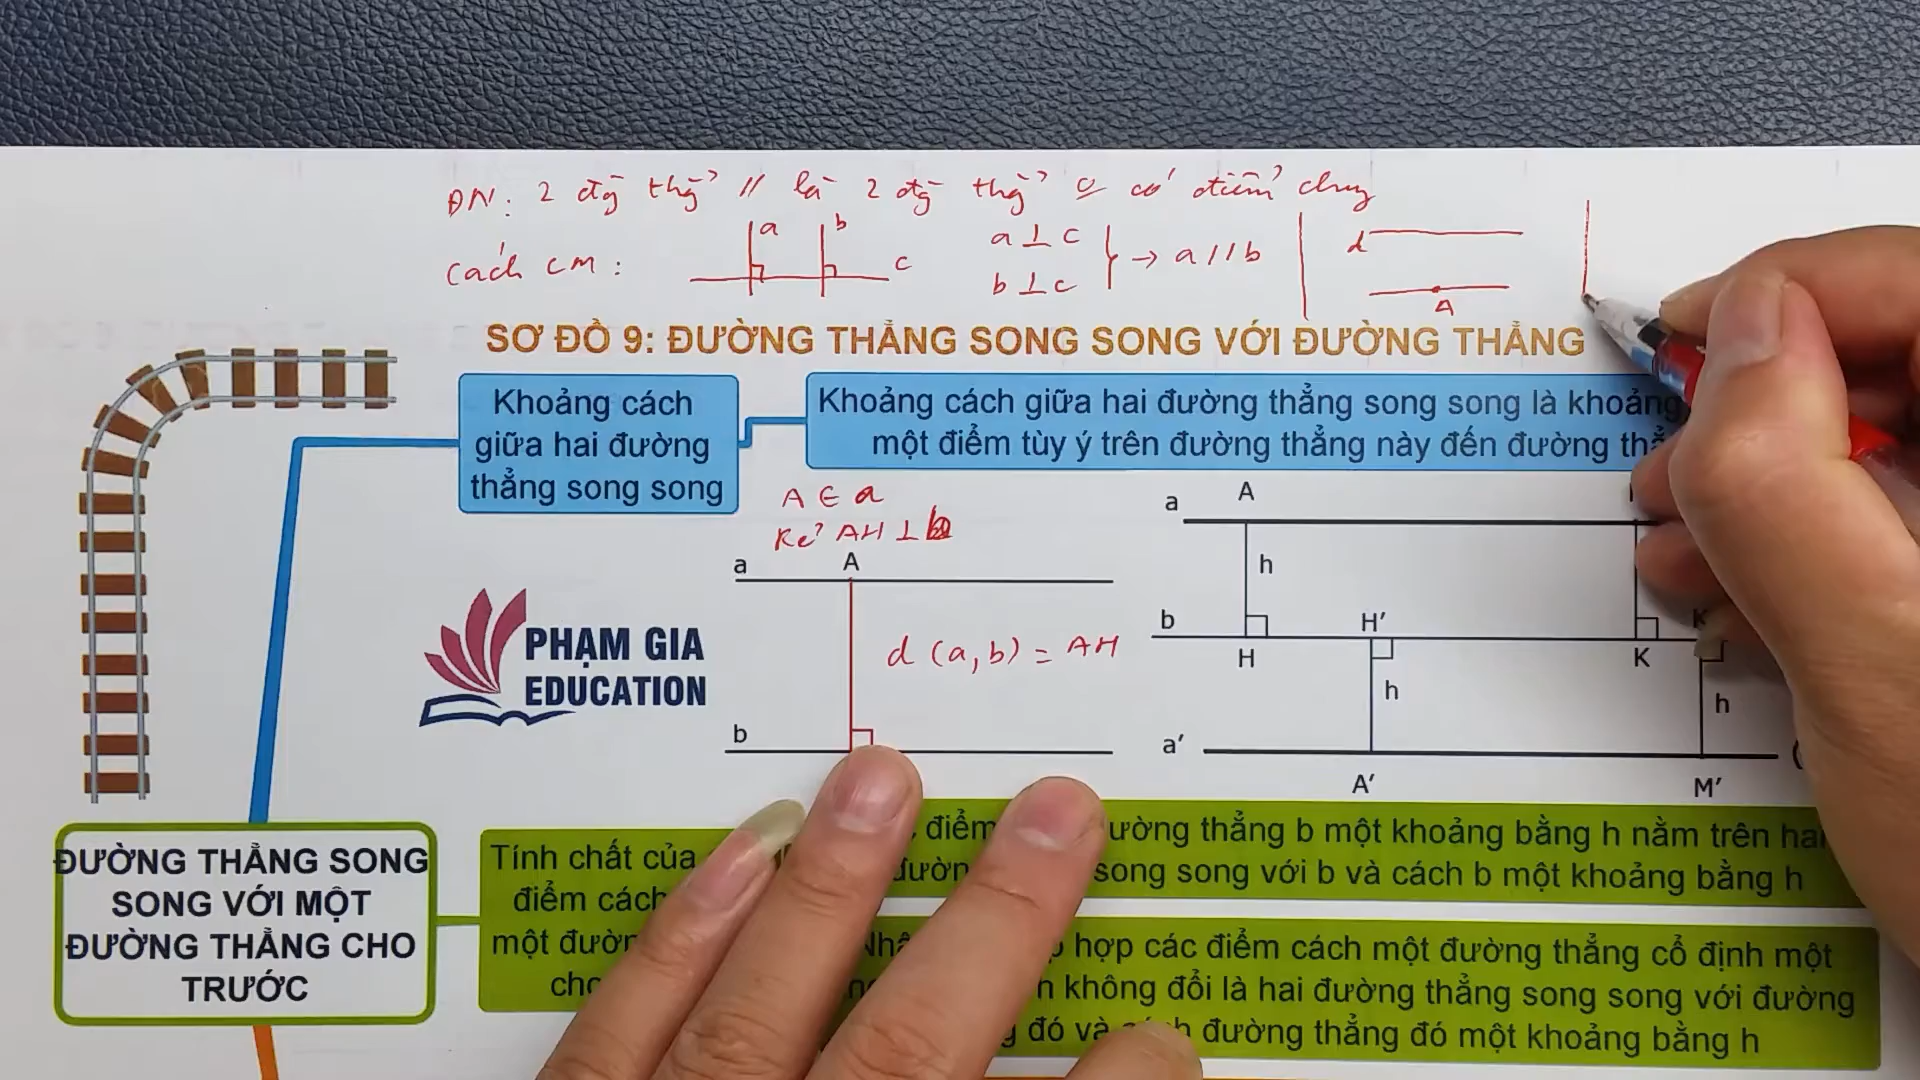 ĐN: 2 đg thg // là 2 đg thg có điểm chung
Cách CM:
a b c
a ⊥ c
b ⊥ c
→ a // b
d
A
SƠ ĐỒ 9: ĐƯỜNG THẲNG SONG SONG VỚI ĐƯỜNG THẲNG
Khoảng cách
giữa hai đường
thẳng song song
Khoảng cách giữa hai đường thẳng song song là khoảng
một điểm tùy ý trên đường thẳng này đến đường
A ∈ a
Kẻ AH ⊥ b
a A
d (a,b) = AH
b
a A
h
b H' K'
H K
h h
a'
A' M'
PHẠM GIA
EDUCATION
ĐƯỜNG THẲNG SONG
SONG VỚI MỘT
ĐƯỜNG THẲNG CHO
TRƯỚC
Tính chất của
điểm cách
một
điểm thẳng b một khoảng bằng h nằm trên
song song với b và cách b một khoảng bằng h
hợp các điểm cách một đường thẳng cố định một
không đổi là hai đường thẳng song song với đường
đó và đường thẳng đó một khoảng bằng h